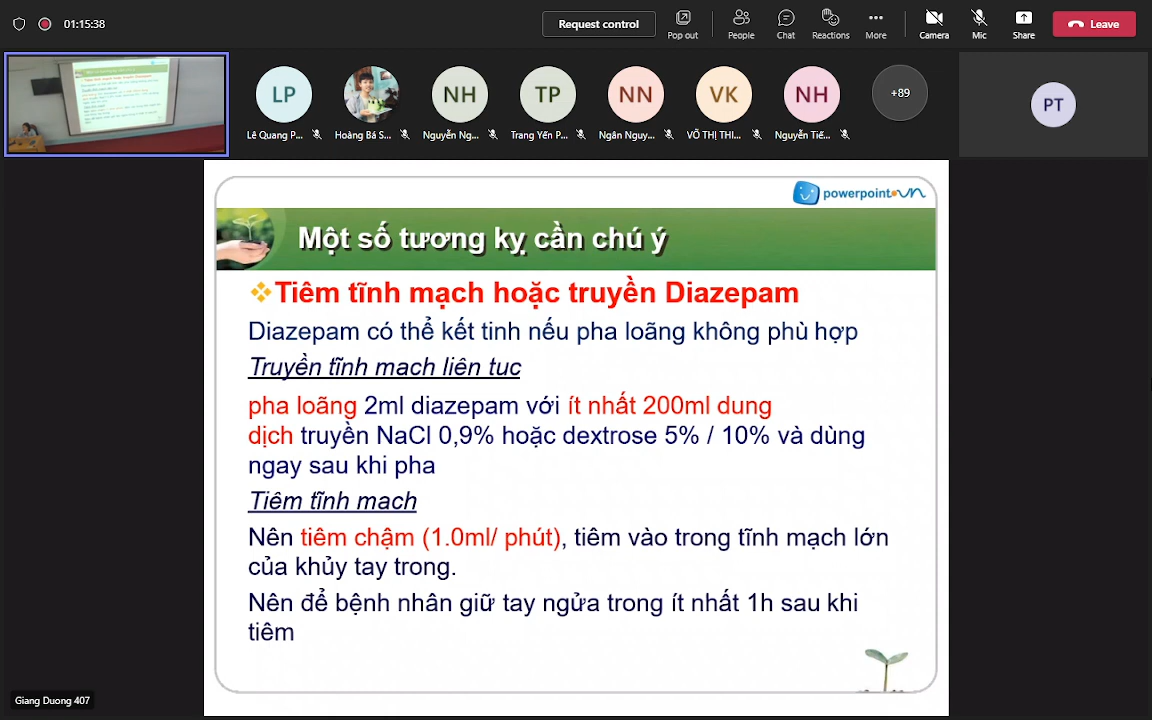 01:15:38
Request control
Pop out
People
Chat
Reactions
More
Camera
Mic
Share
Leave
LP
NH
TP
NN
VK
NH
+89
PT
Lê Quang P...
Hoàng Bá S...
Nguyễn Ng...
Trang Yến P...
Ngân Nguy...
VÕ THỊ THI...
Nguyễn Tiế...
powerpoint.vn
Một số tương kỵ cần chú ý
Tiêm tĩnh mạch hoặc truyền Diazepam
Diazepam có thể kết tinh nếu pha loãng không phù hợp
Truyền tĩnh mạch liên tục
pha loãng 2ml diazepam với ít nhất 200ml dung
dịch truyền NaCl 0,9% hoặc dextrose 5% / 10% và dùng
ngay sau khi pha
Tiêm tĩnh mạch
Nên tiêm chậm (1.0ml/ phút), tiêm vào trong tĩnh mạch lớn
của khủy tay trong.
Nên để bệnh nhân giữ tay ngửa trong ít nhất 1h sau khi
tiêm
Giang Duong 407